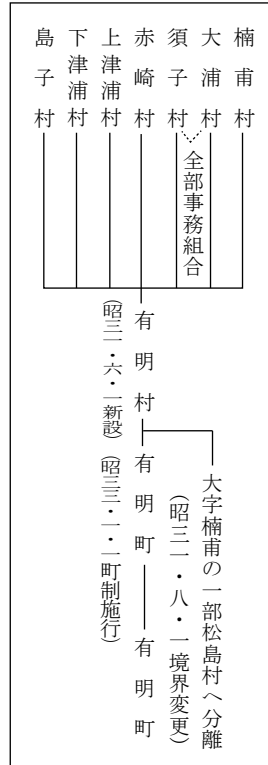 楠甫村
大浦村
須子村
全部事務組合
赤崎村
上津浦村
下津浦村
島子村
大字楠甫の一部松島村へ分離
(昭三一・八・一境界変更)
有明村
(昭三一・六・一新設)
有明町
(昭三三・一・一町制施行)
有明町